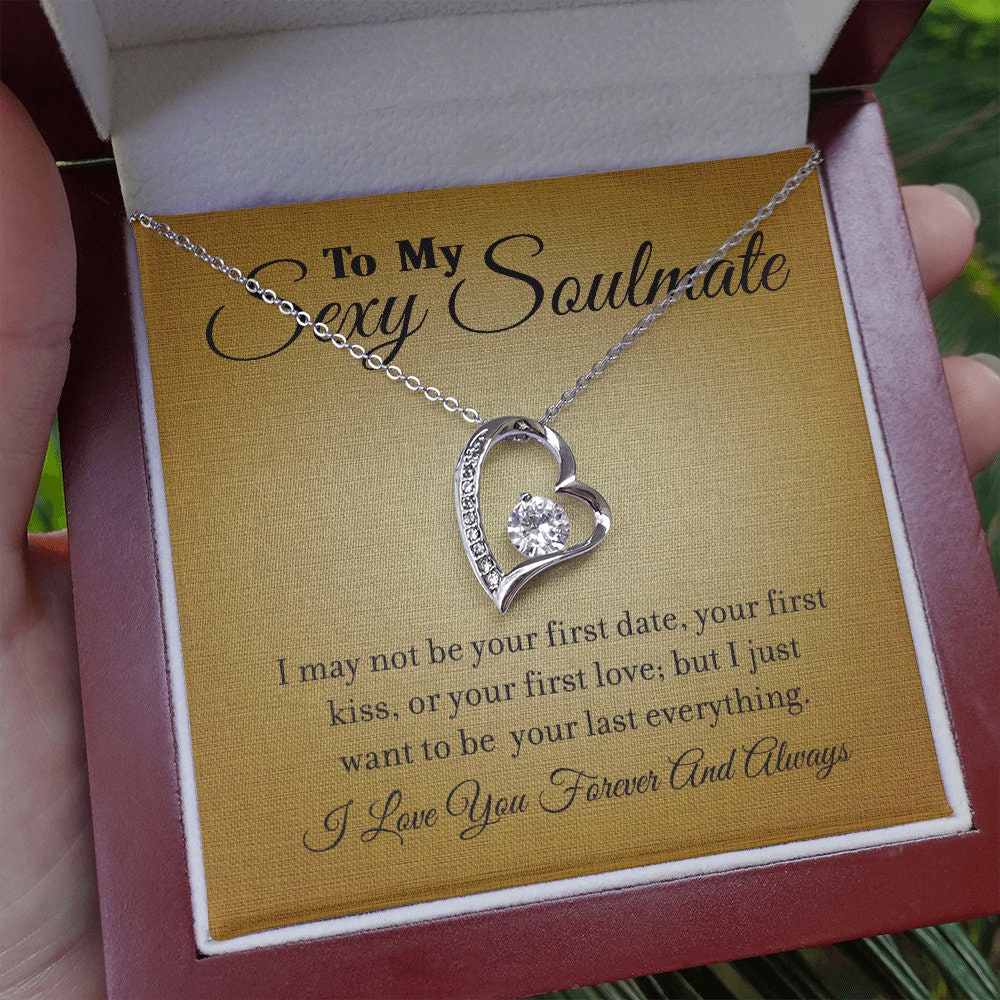 To My
Sexy Soulmate
I may not be your first date, your first
kiss, or your first love; but I just
want to be your last everything.
I Love You Forever And Always